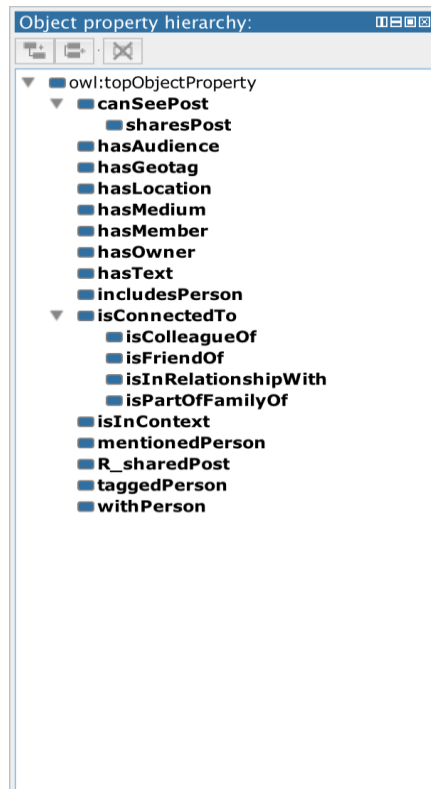 Object property hierarchy:
owl:topObjectProperty
canSeePost
sharesPost
hasAudience
hasGeotag
hasLocation
hasMedium
hasMember
hasOwner
hasText
includesPerson
isConnectedTo
isColleagueOf
isFriendOf
isInRelationshipWith
isPartOfFamilyOf
isInContext
mentionedPerson
R_sharedPost
taggedPerson
withPerson